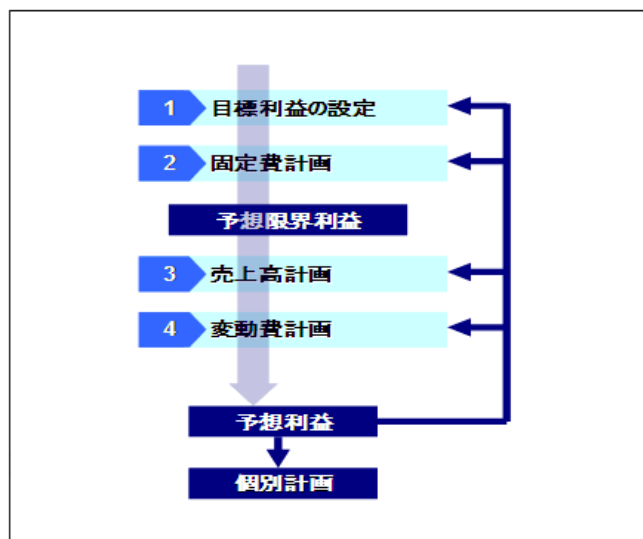 1 目標利益の設定
2 固定費計画
予想限界利益
3 売上高計画
4 変動費計画
予想利益
個別計画